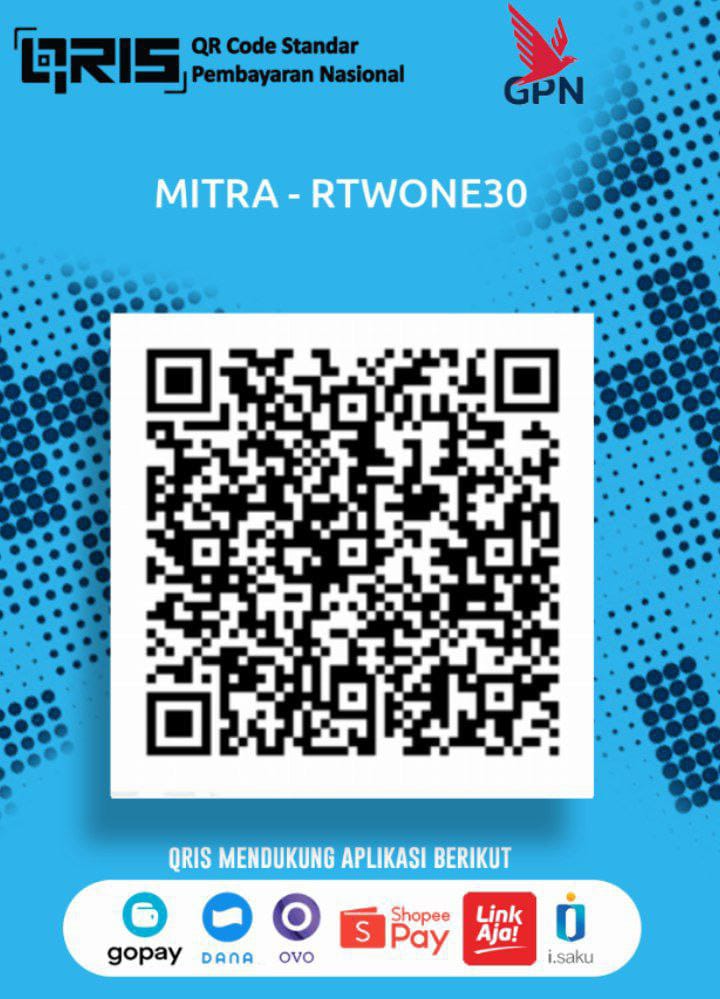 QRIS
QR Code Standar
Pembayaran Nasional
GPN
MITRA - RTWONE30
QRIS MENDUKUNG APLIKASI BERIKUT
gopay
DANA
OVO
S Shopee
Pay
Link
Aja!
i.saku